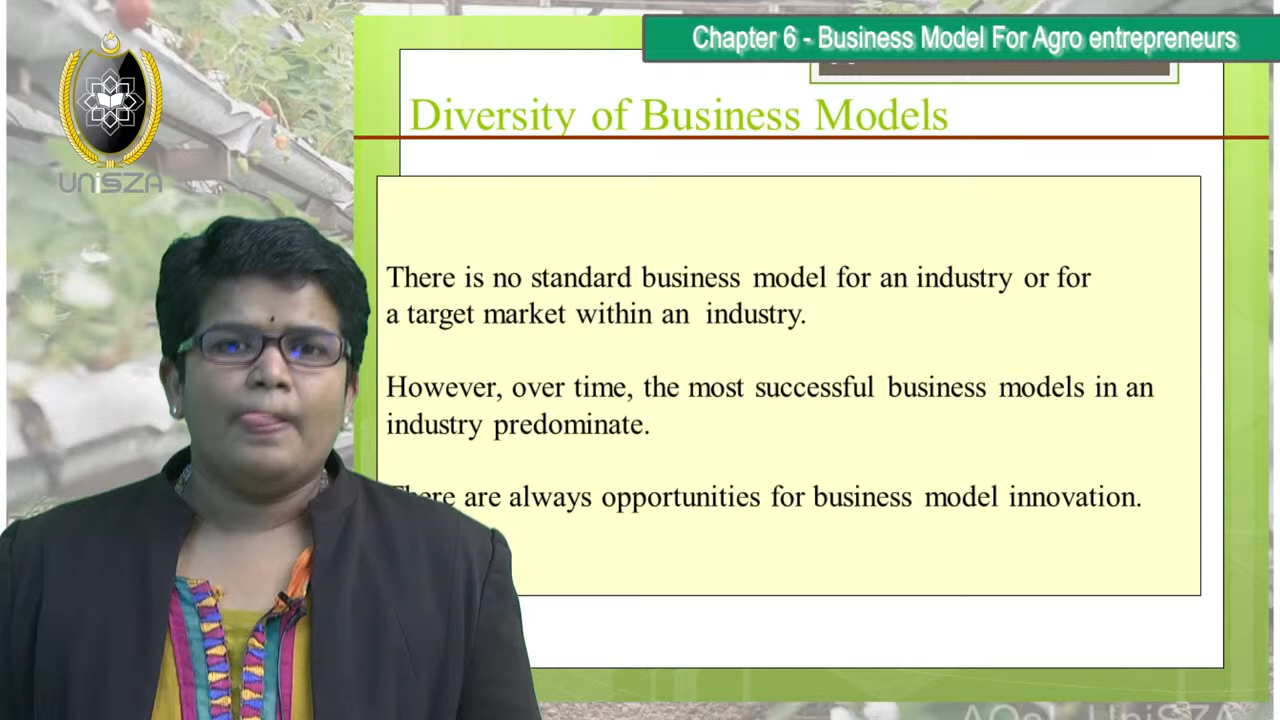 Chapter 6 - Business Model For Agro entrepreneurs
UNiSZA
Diversity of Business Models
There is no standard business model for an industry or for
a target market within an industry.
However, over time, the most successful business models in an
industry predominate.
There are always opportunities for business model innovation.
UniSZA